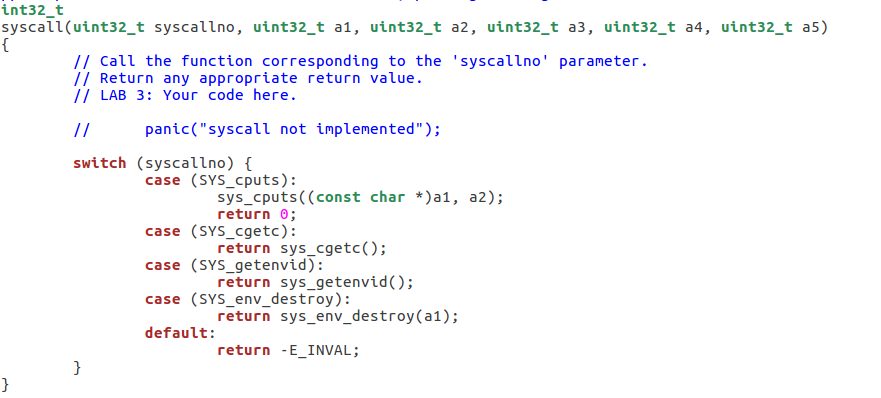 int32_t
syscall(uint32_t syscallno, uint32_t a1, uint32_t a2, uint32_t a3, uint32_t a4, uint32_t a5)
{
        // Call the function corresponding to the 'syscallno' parameter.
        // Return any appropriate return value.
        // LAB 3: Your code here.

        //      panic("syscall not implemented");

        switch (syscallno) {
                case (SYS_cputs):
                        sys_cputs((const char *)a1, a2);
                        return 0;
                case (SYS_cgetc):
                        return sys_cgetc();
                case (SYS_getenvid):
                        return sys_getenvid();
                case (SYS_env_destroy):
                        return sys_env_destroy(a1);
                default:
                        return -E_INVAL;
        }
}